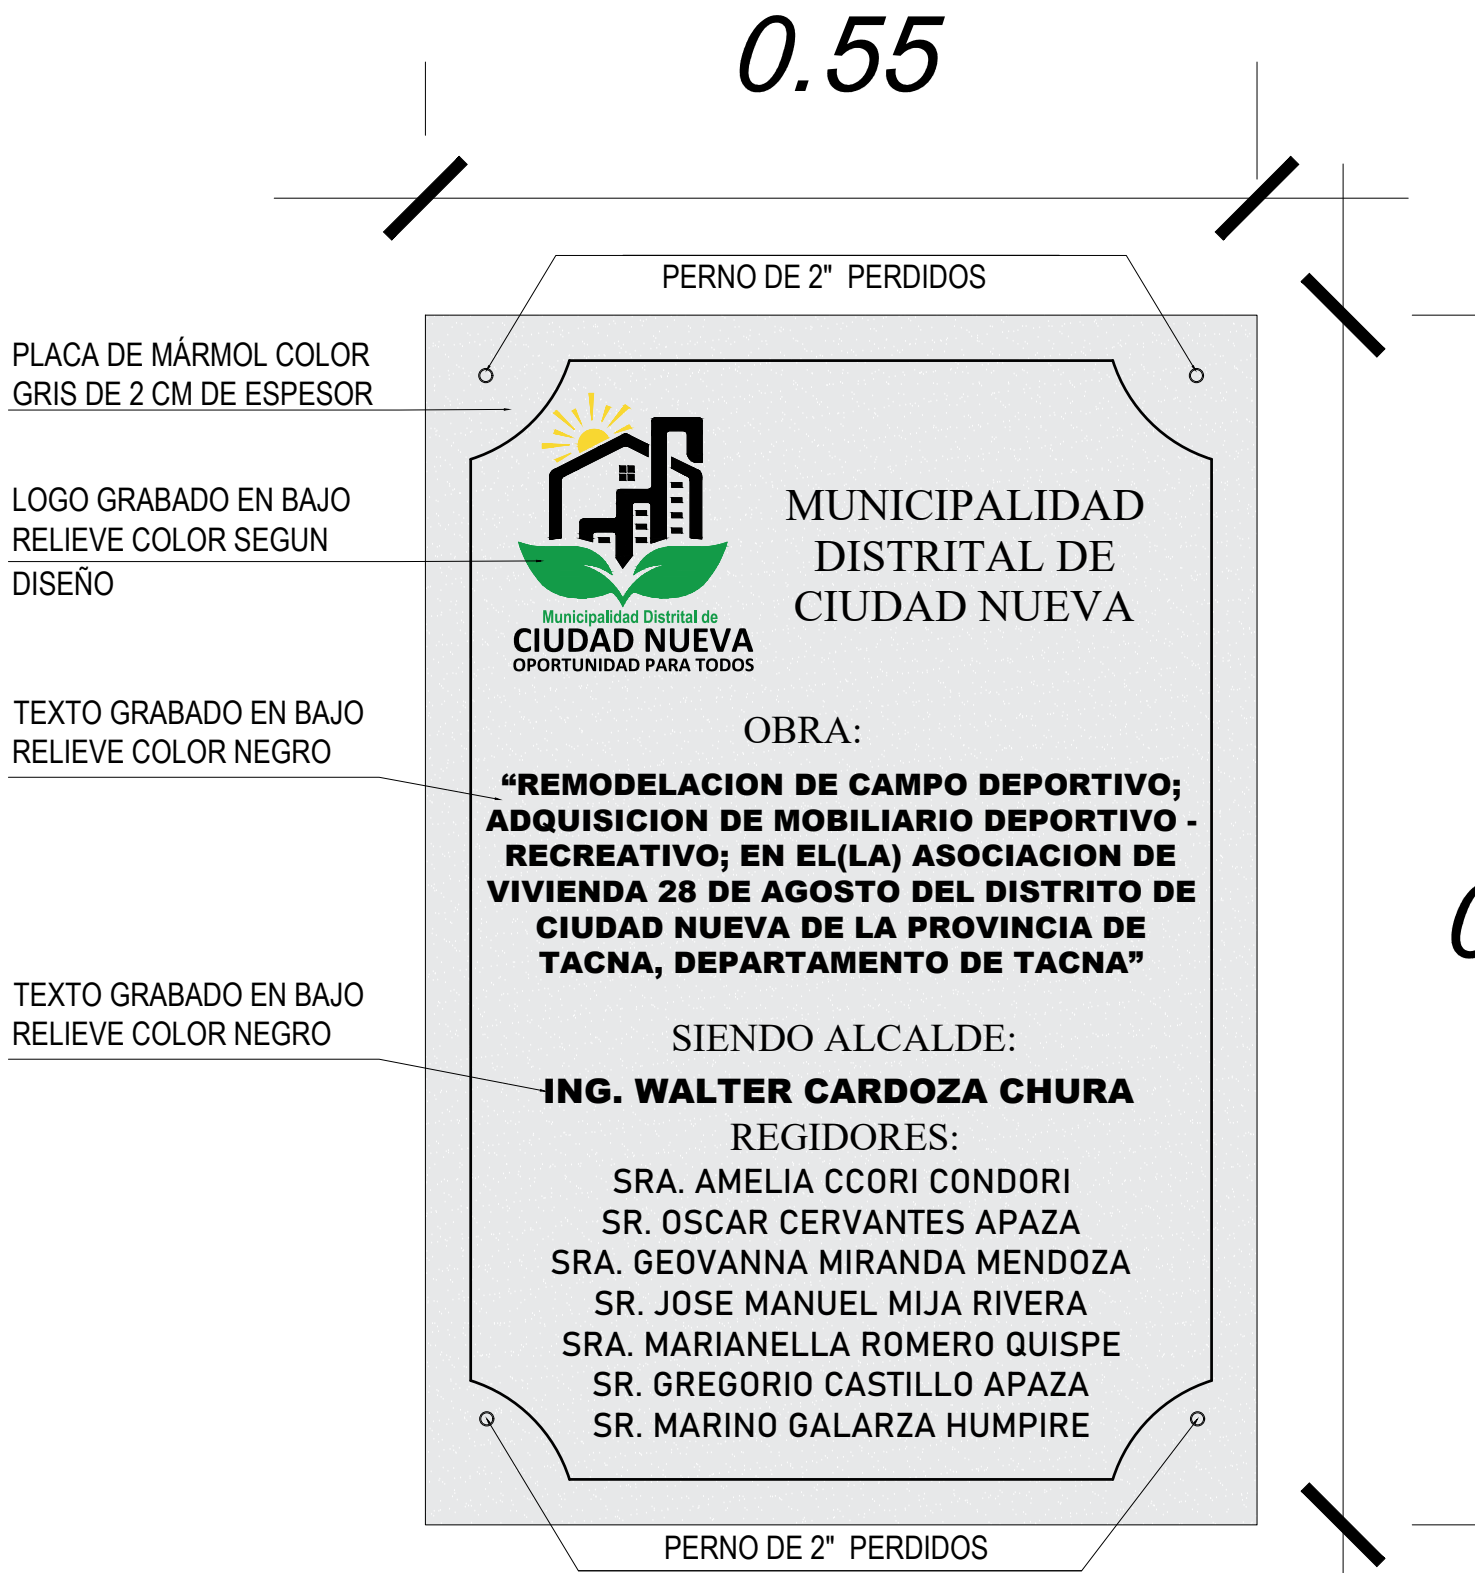 0.55
PERNO DE 2" PERDIDOS
PLACA DE MÁRMOL COLOR
GRIS DE 2 CM DE ESPESOR
LOGO GRABADO EN BAJO
RELIEVE COLOR SEGUN
DISEÑO
Municipalidad Distrital de
CIUDAD NUEVA
OPORTUNIDAD PARA TODOS
MUNICIPALIDAD
DISTRITAL DE
CIUDAD NUEVA
TEXTO GRABADO EN BAJO
RELIEVE COLOR NEGRO
OBRA:
“REMODELACION DE CAMPO DEPORTIVO;
ADQUISICION DE MOBILIARIO DEPORTIVO -
RECREATIVO; EN EL(LA) ASOCIACION DE
VIVIENDA 28 DE AGOSTO DEL DISTRITO DE
CIUDAD NUEVA DE LA PROVINCIA DE
TACNA, DEPARTAMENTO DE TACNA”
TEXTO GRABADO EN BAJO
RELIEVE COLOR NEGRO
SIENDO ALCALDE:
ING. WALTER CARDOZA CHURA
REGIDORES:
SRA. AMELIA CCORI CONDORI
SR. OSCAR CERVANTES APAZA
SRA. GEOVANNA MIRANDA MENDOZA
SR. JOSE MANUEL MIJA RIVERA
SRA. MARIANELLA ROMERO QUISPE
SR. GREGORIO CASTILLO APAZA
SR. MARINO GALARZA HUMPIRE
PERNO DE 2" PERDIDOS